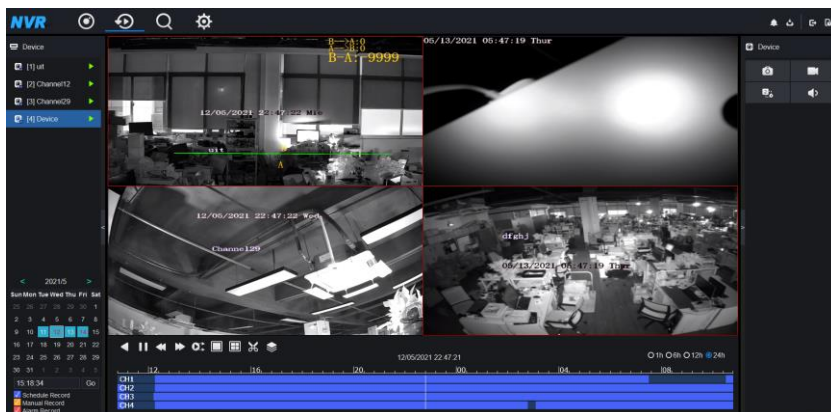 NVR
Device
[1] uit
[2] Channel12
[3] Channel29
[4] Device
B-->A:0
A-->B:0
B-A: 9999
12/05/2021 22:47:22 Mie
uit
A
05/13/2021 05:47:19 Thur
12/05/2021 22:47:22 Wed
Channel29
dfghj
05/13/2021 05:47:19 Thur
Device
< 2021/5 >
Sun Mon Tue Wed Thu Fri Sat
25 26 27 28 29 30 1
2 3 4 5 6 7 8
9 10 11 12 13 14 15
16 17 18 19 20 21 22
23 24 25 26 27 28 29
30 31 1 2 3 4 5
15:18:34 Go
Schedule Record
Manual Record
Alarm Record
12/05/2021 22:47:21
1h 6h 12h 24h
12. 16. 20. 00. 04. 08.
CH1
CH2
CH3
CH4